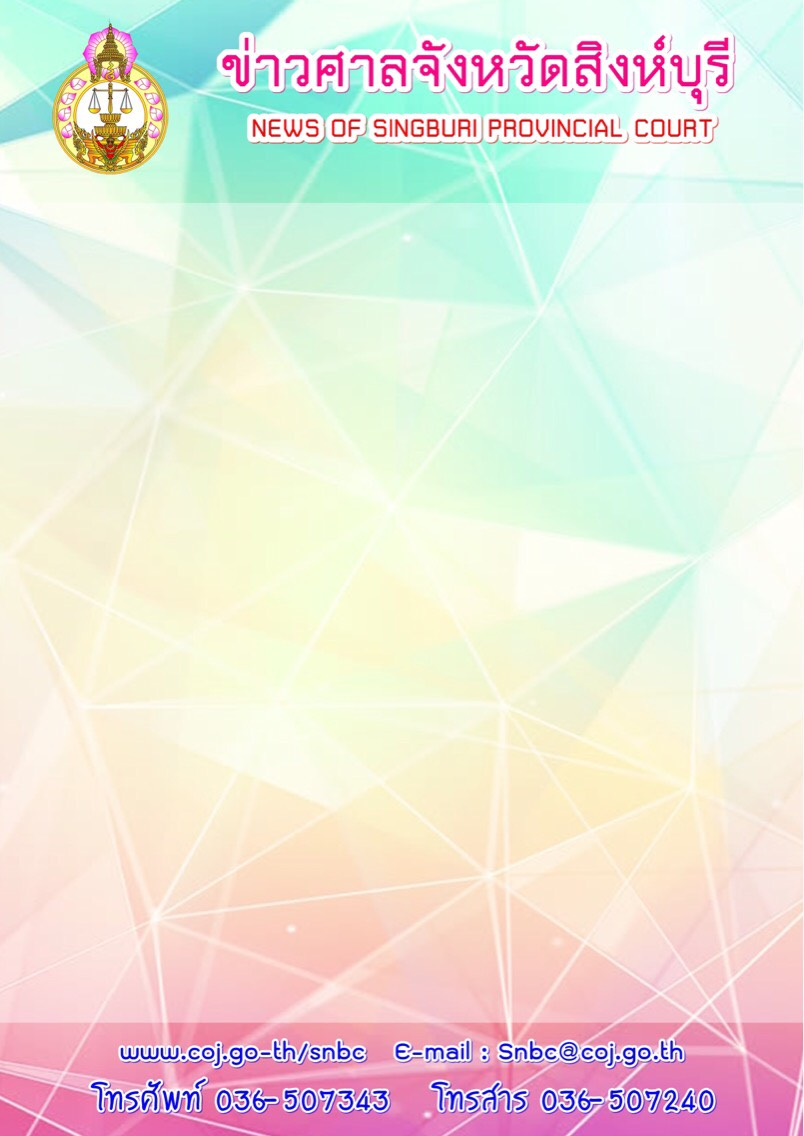 ข่าวศาลจังหวัดสิงห์บุรี
NEWS OF SINGBURI PROVINCIAL COURT
www.coj.go-th/snbc E-mail : Snbc@coj.go.th
โทรศัพท์ 036-507343 โทรสาร 036-507240